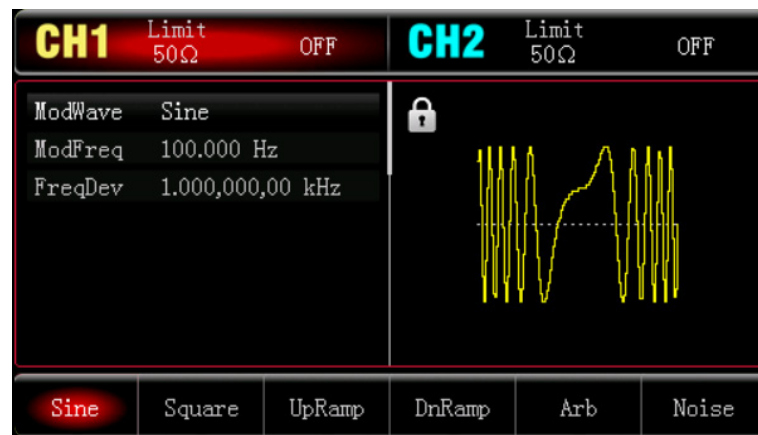 CH1 Limit 50Ω OFF CH2 Limit 50Ω OFF
ModWave Sine
ModFreq 100.000 Hz
FreqDev 1.000,000,00 kHz
Sine Square UpRamp DnRamp Arb Noise